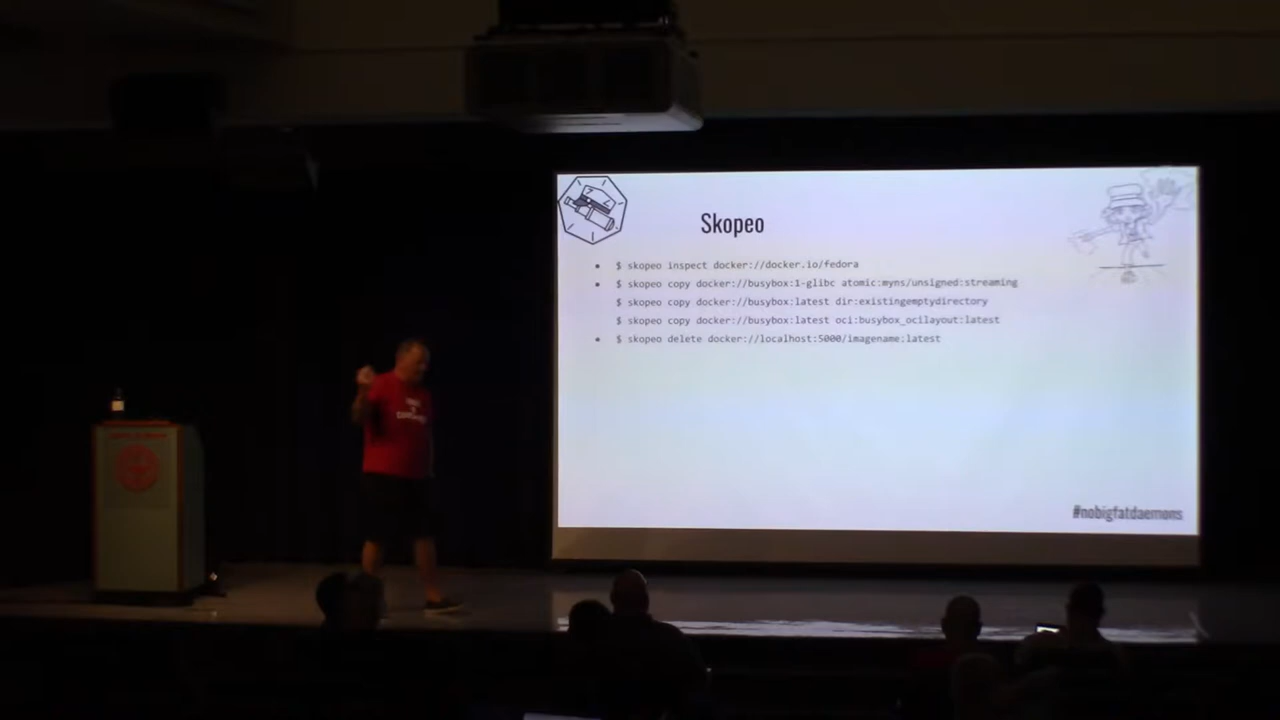 Skopeo
• $ skopeo inspect docker://docker.io/fedora
• $ skopeo copy docker://busybox:1-glibc atomic:myns/unsigned:streaming
$ skopeo copy docker://busybox:latest dir:existingemptydirectory
$ skopeo copy docker://busybox:latest oci:busybox_ocilayout:latest
• $ skopeo delete docker://localhost:5000/imagename:latest
#nobigfatdaemons